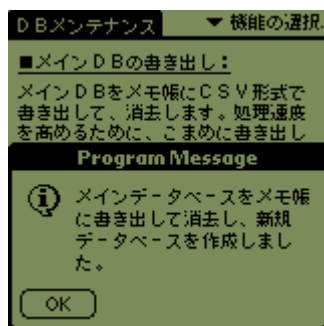 DBメンテナンス ▼ 機能の選択.
■メインDBの書き出し：
メインDBをメモ帳にCSV形式で
書き出して、消去します。処理速度
を高めるために、こまめに書き出し
Program Message
メインデータベースをメモ帳
に書き出して消去し、新規
データベースを作成しまし
た。
OK